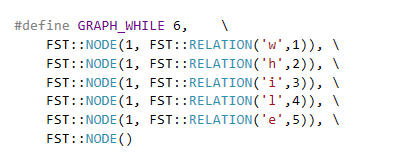 #define GRAPH_WHILE 6,    \
    FST::NODE(1, FST::RELATION('w',1)), \
    FST::NODE(1, FST::RELATION('h',2)), \
    FST::NODE(1, FST::RELATION('i',3)), \
    FST::NODE(1, FST::RELATION('l',4)), \
    FST::NODE(1, FST::RELATION('e',5)), \
    FST::NODE()